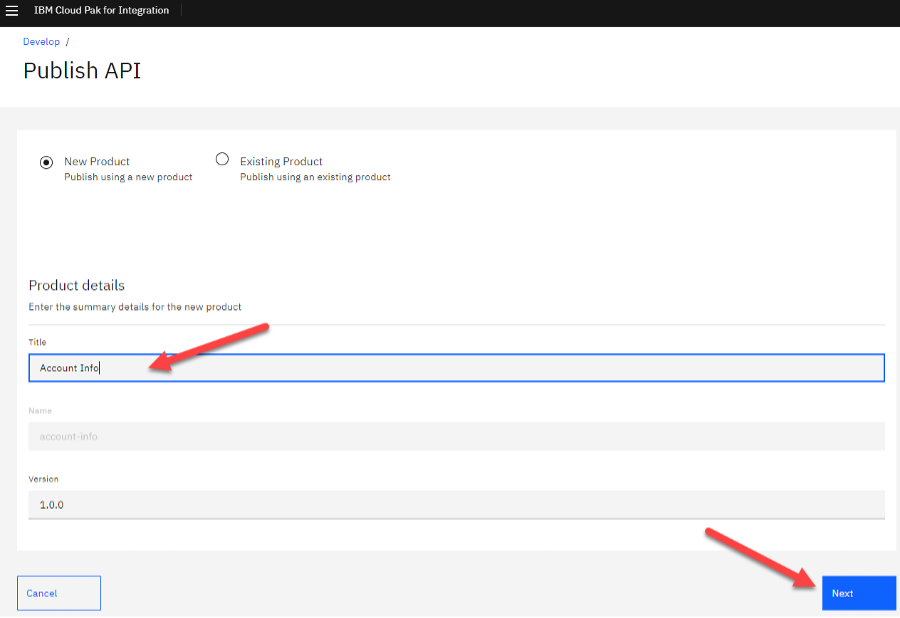 IBM Cloud Pak for Integration
Develop /
Publish API
New Product
Publish using a new product
Existing Product
Publish using an existing product
Product details
Enter the summary details for the new product
Title
Account Info
Name
account-info
Version
1.0.0
Cancel
Next